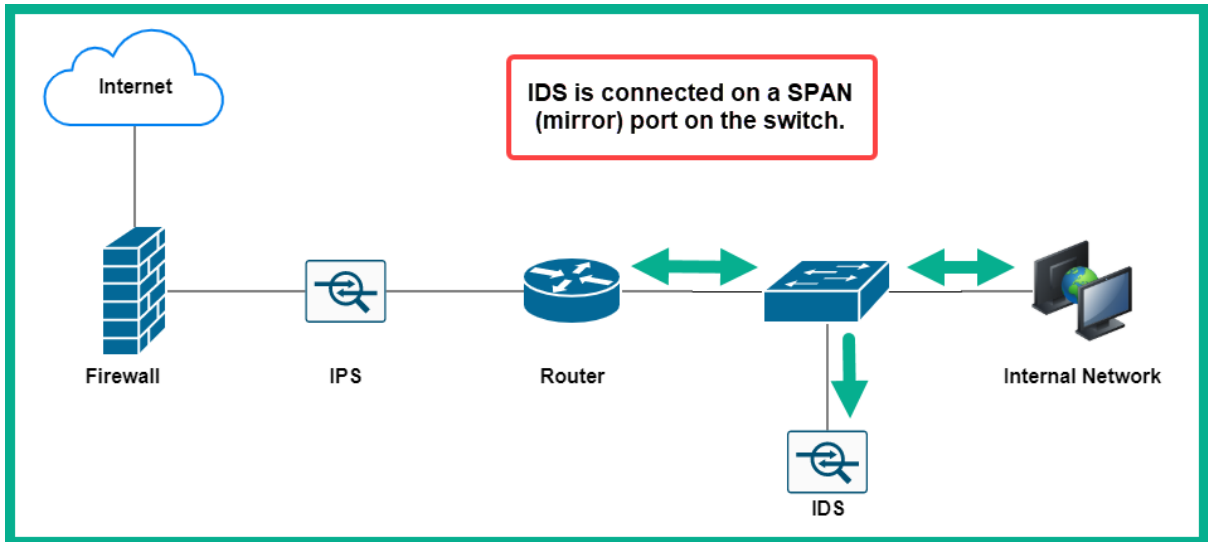 Internet
IDS is connected on a SPAN
(mirror) port on the switch.
Firewall
IPS
Router
Internal Network
IDS